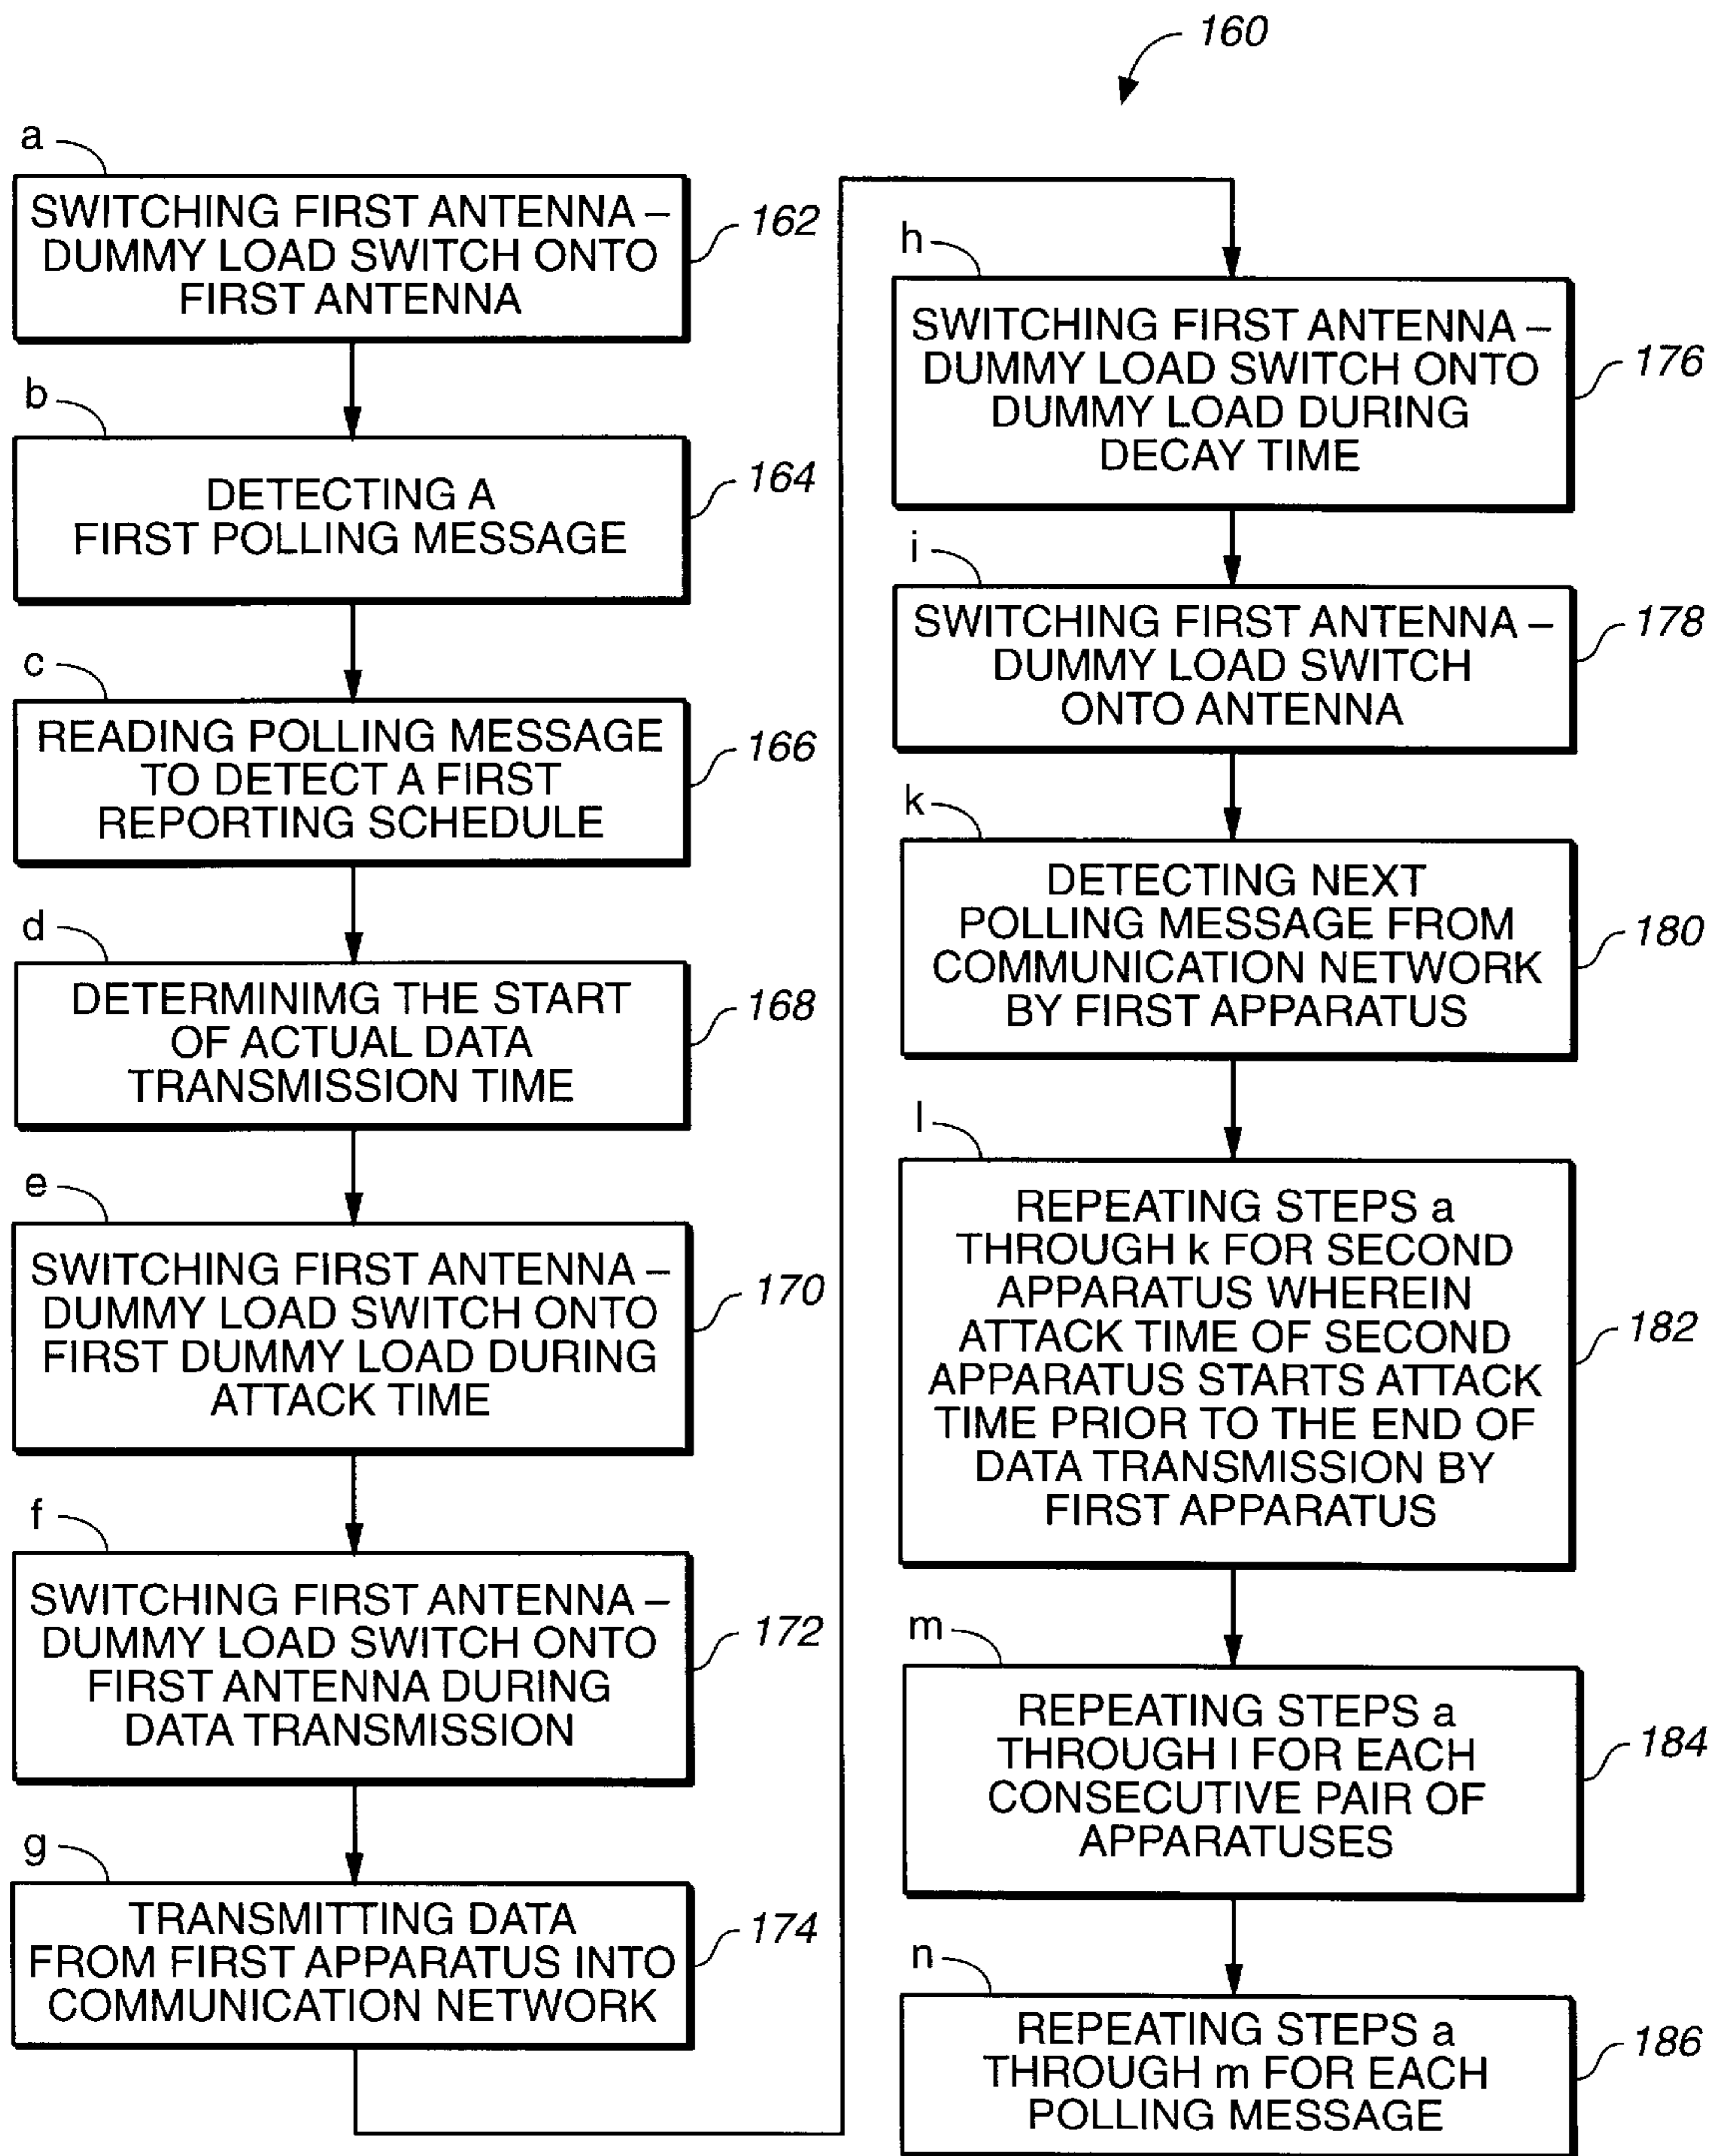 160
a
SWITCHING FIRST ANTENNA –
DUMMY LOAD SWITCH ONTO
FIRST ANTENNA
162
b
DETECTING A
FIRST POLLING MESSAGE
164
c
READING POLLING MESSAGE
TO DETECT A FIRST
REPORTING SCHEDULE
166
d
DETERMINIMG THE START
OF ACTUAL DATA
TRANSMISSION TIME
168
e
SWITCHING FIRST ANTENNA –
DUMMY LOAD SWITCH ONTO
FIRST DUMMY LOAD DURING
ATTACK TIME
170
f
SWITCHING FIRST ANTENNA –
DUMMY LOAD SWITCH ONTO
FIRST ANTENNA DURING
DATA TRANSMISSION
172
g
TRANSMITTING DATA
FROM FIRST APPARATUS INTO
COMMUNICATION NETWORK
174
h
SWITCHING FIRST ANTENNA –
DUMMY LOAD SWITCH ONTO
DUMMY LOAD DURING
DECAY TIME
176
i
SWITCHING FIRST ANTENNA –
DUMMY LOAD SWITCH
ONTO ANTENNA
178
k
DETECTING NEXT
POLLING MESSAGE FROM
COMMUNICATION NETWORK
BY FIRST APPARATUS
180
l
REPEATING STEPS a
THROUGH k FOR SECOND
APPARATUS WHEREIN
ATTACK TIME OF SECOND
APPARATUS STARTS ATTACK
TIME PRIOR TO THE END OF
DATA TRANSMISSION BY
FIRST APPARATUS
182
m
REPEATING STEPS a
THROUGH l FOR EACH
CONSECUTIVE PAIR OF
APPARATUSES
184
n
REPEATING STEPS a
THROUGH m FOR EACH
POLLING MESSAGE
186